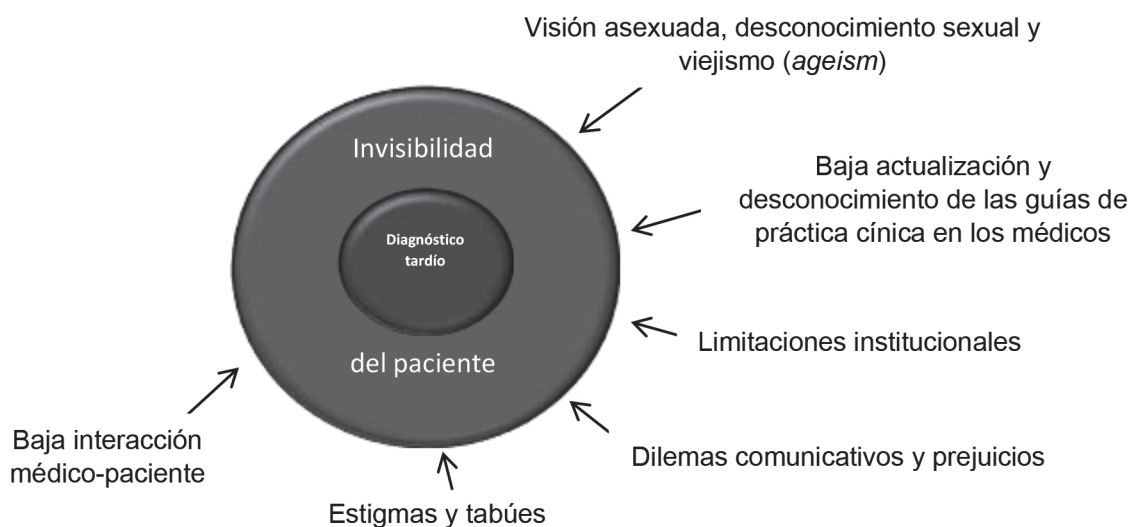 Visión asexuada, desconocimiento sexual y
viejismo (ageism)
Invisibilidad
Baja actualización y
desconocimiento de las guías de
práctica cínica en los médicos
Diagnóstico
tardío
Limitaciones institucionales
del paciente
Baja interacción
médico-paciente
Dilemas comunicativos y prejuicios
Estigmas y tabúes